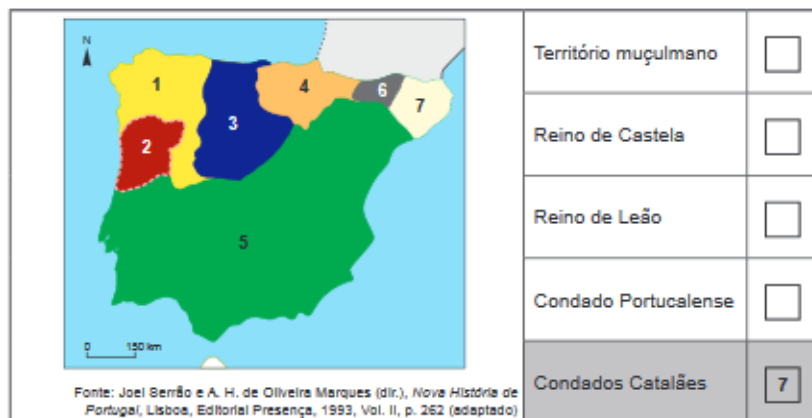 N
1
2
3
4
5
6
7
0 150 km
Fonte: Joel Serrão e A. H. de Oliveira Marques (dir.), Nova História de
Portugal, Lisboa, Editorial Presença, 1993, Vol. II, p. 262 (adaptado)
Território muçulmano
Reino de Castela
Reino de Leão
Condado Portucalense
Condados Catalães 7